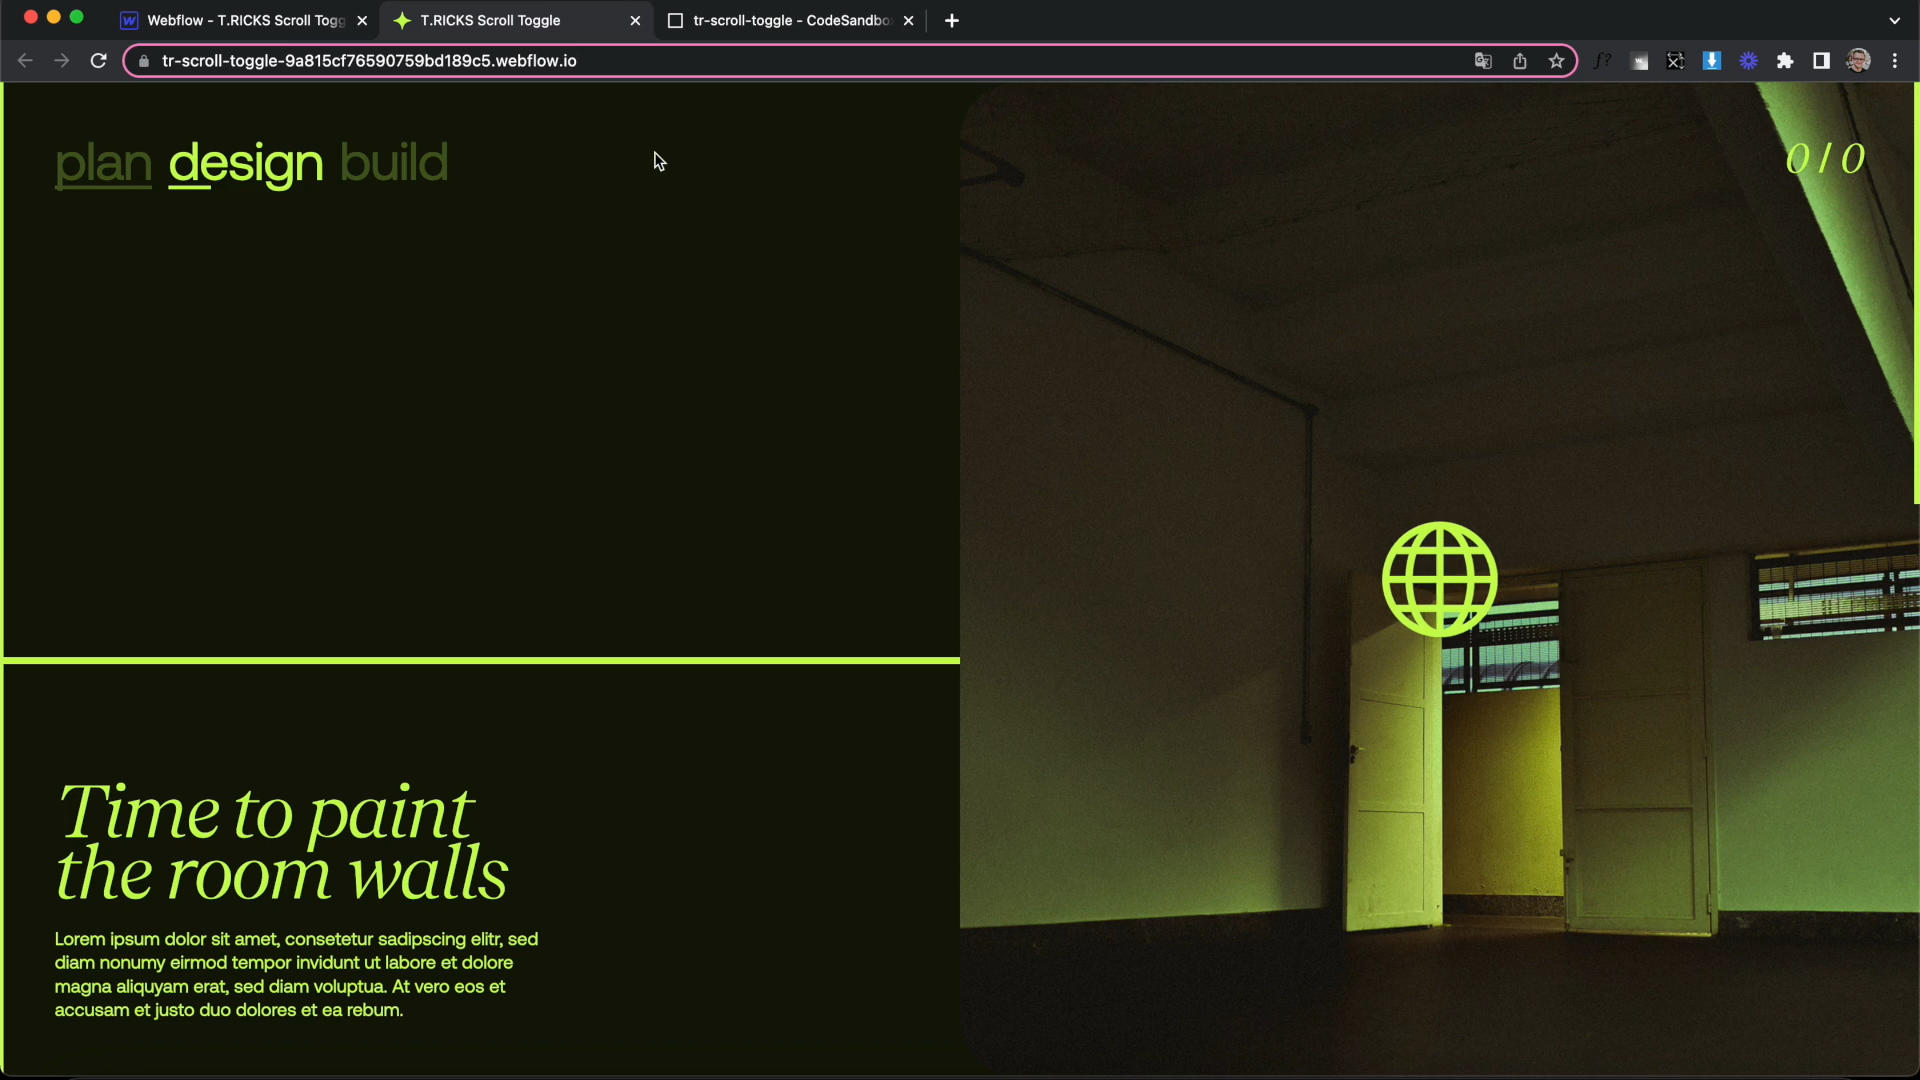 Webflow - T.RICKS Scroll Togg
T.RICKS Scroll Toggle
tr-scroll-toggle - CodeSandbo
tr-scroll-toggle-9a815cf76590759bd189c5.webflow.io
f?
plan design build
0 / 0
Time to paint
the room walls
Lorem ipsum dolor sit amet, consetetur sadipscing elitr, sed
diam nonumy eirmod tempor invidunt ut labore et dolore
magna aliquyam erat, sed diam voluptua. At vero eos et
accusam et justo duo dolores et ea rebum.